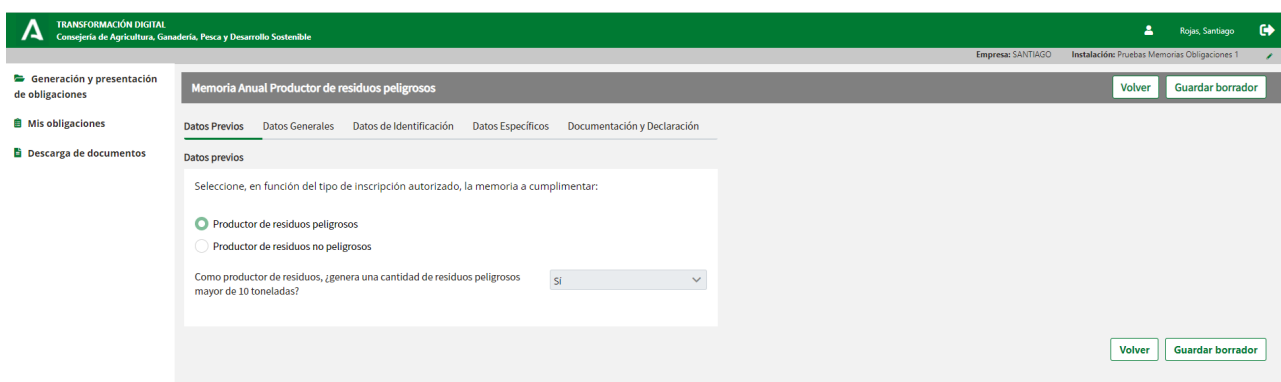 TRANSFORMACIÓN DIGITAL
Consejería de Agricultura, Ganadería, Pesca y Desarrollo Sostenible
Rojas, Santiago
Empresa: SANTIAGO Instalación: Pruebas Memorias Obligaciones 1
Generación y presentación
de obligaciones
Mis obligaciones
Descarga de documentos
Memoria Anual Productor de residuos peligrosos
Volver Guardar borrador
Datos Previos Datos Generales Datos de Identificación Datos Específicos Documentación y Declaración
Datos previos
Seleccione, en función del tipo de inscripción autorizado, la memoria a cumplimentar:
Productor de residuos peligrosos
Productor de residuos no peligrosos
Como productor de residuos, ¿genera una cantidad de residuos peligrosos
mayor de 10 toneladas?
Sí
Volver Guardar borrador